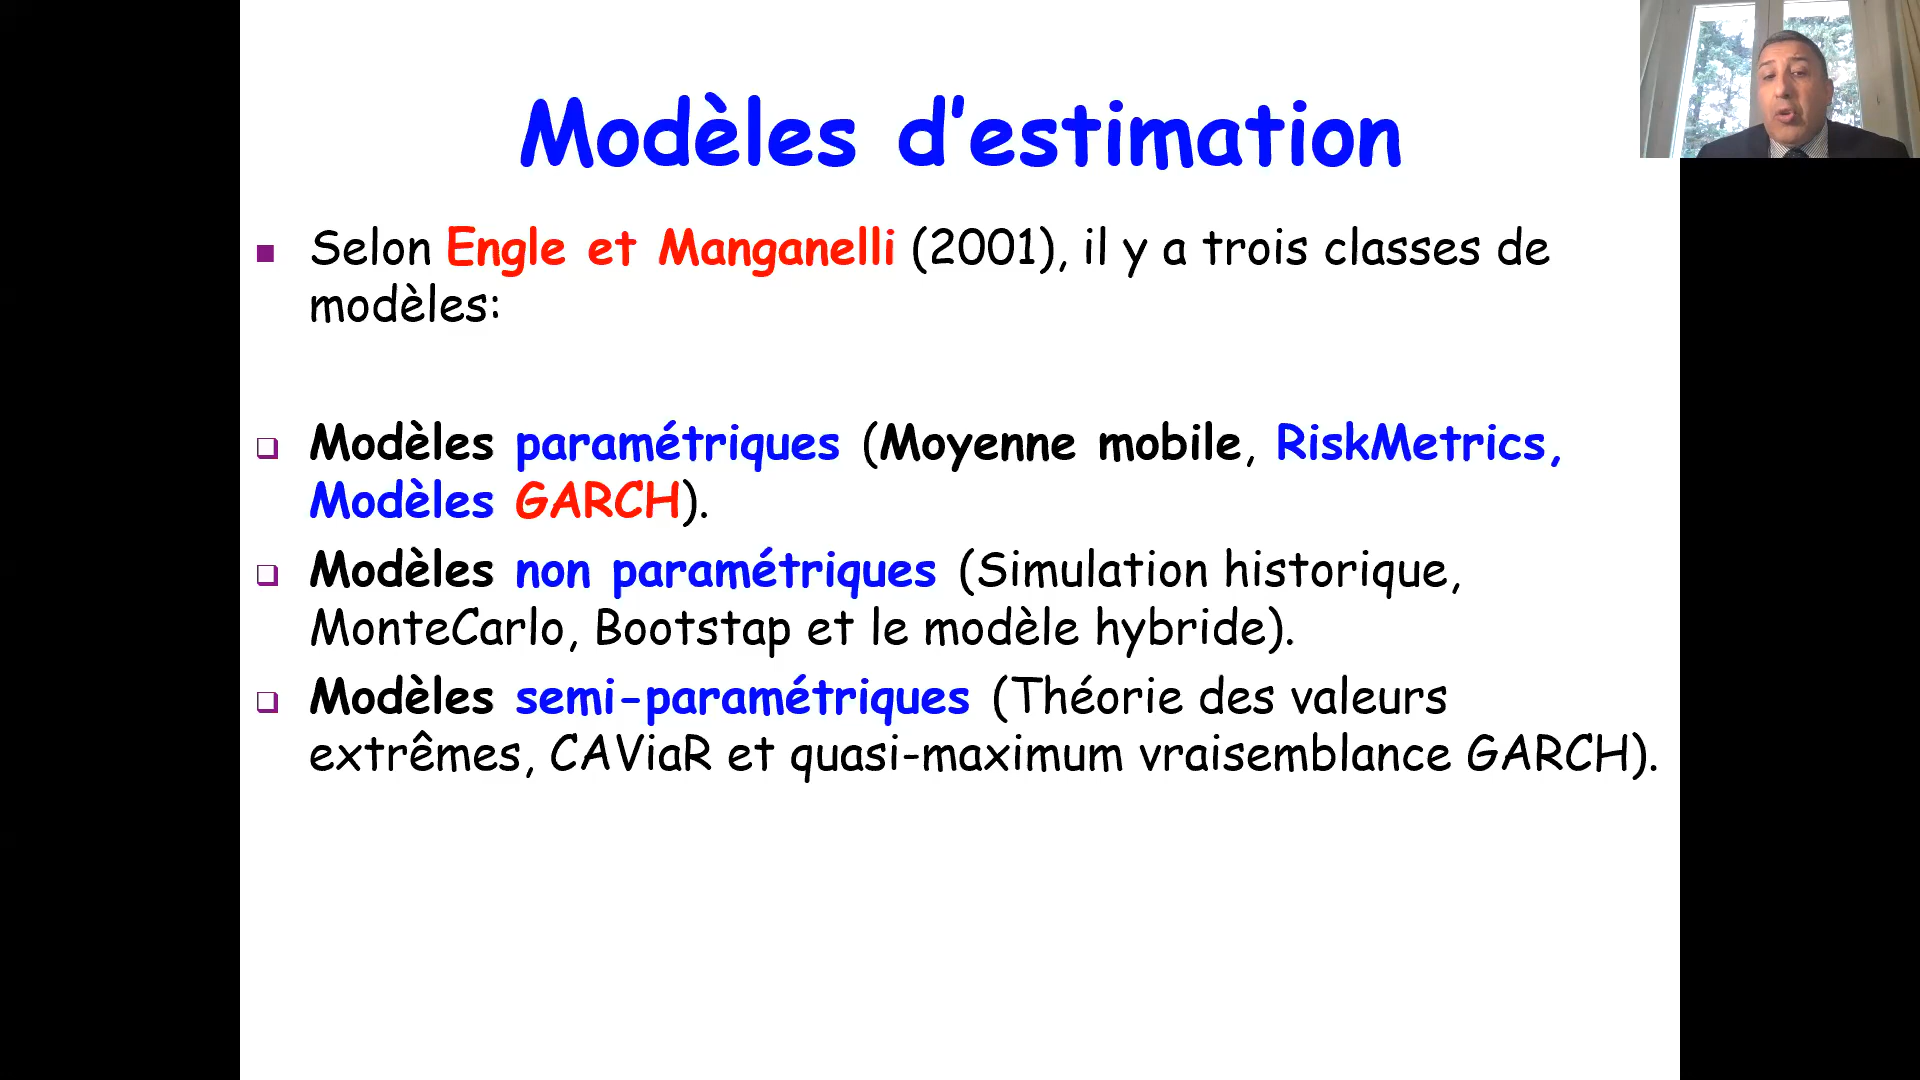 Modèles d’estimation
Selon Engle et Manganelli (2001), il y a trois classes de
modèles:
Modèles paramétriques (Moyenne mobile, RiskMetrics,
Modèles GARCH).
Modèles non paramétriques (Simulation historique,
MonteCarlo, Bootstap et le modèle hybride).
Modèles semi-paramétriques (Théorie des valeurs
extrêmes, CAViaR et quasi-maximum vraisemblance GARCH).